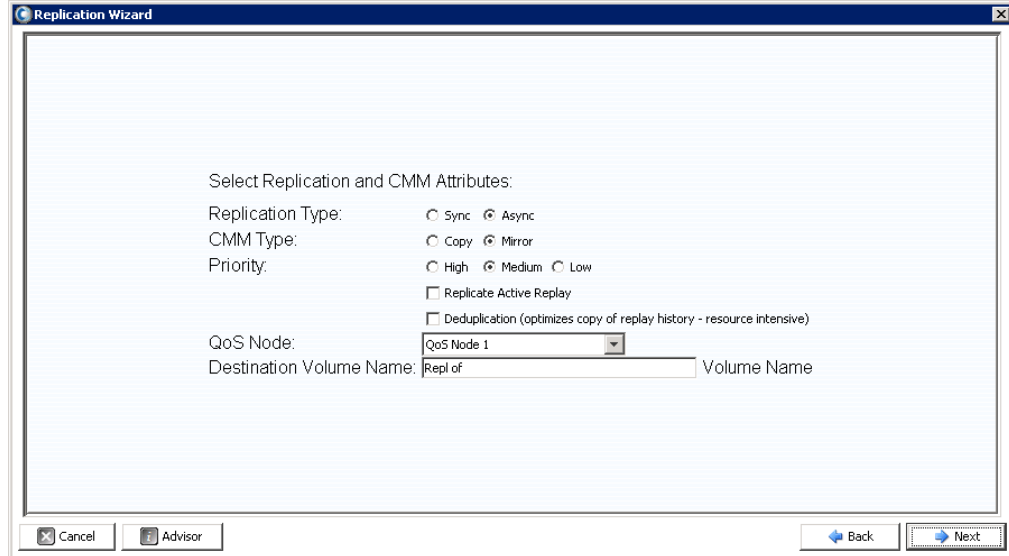 Replication Wizard
Select Replication and CMM Attributes:
Replication Type: Sync Async
CMM Type: Copy Mirror
Priority: High Medium Low
Replicate Active Replay
Deduplication (optimizes copy of replay history - resource intensive)
QoS Node: QoS Node 1
Destination Volume Name: Repl of Volume Name
Cancel Advisor Back Next